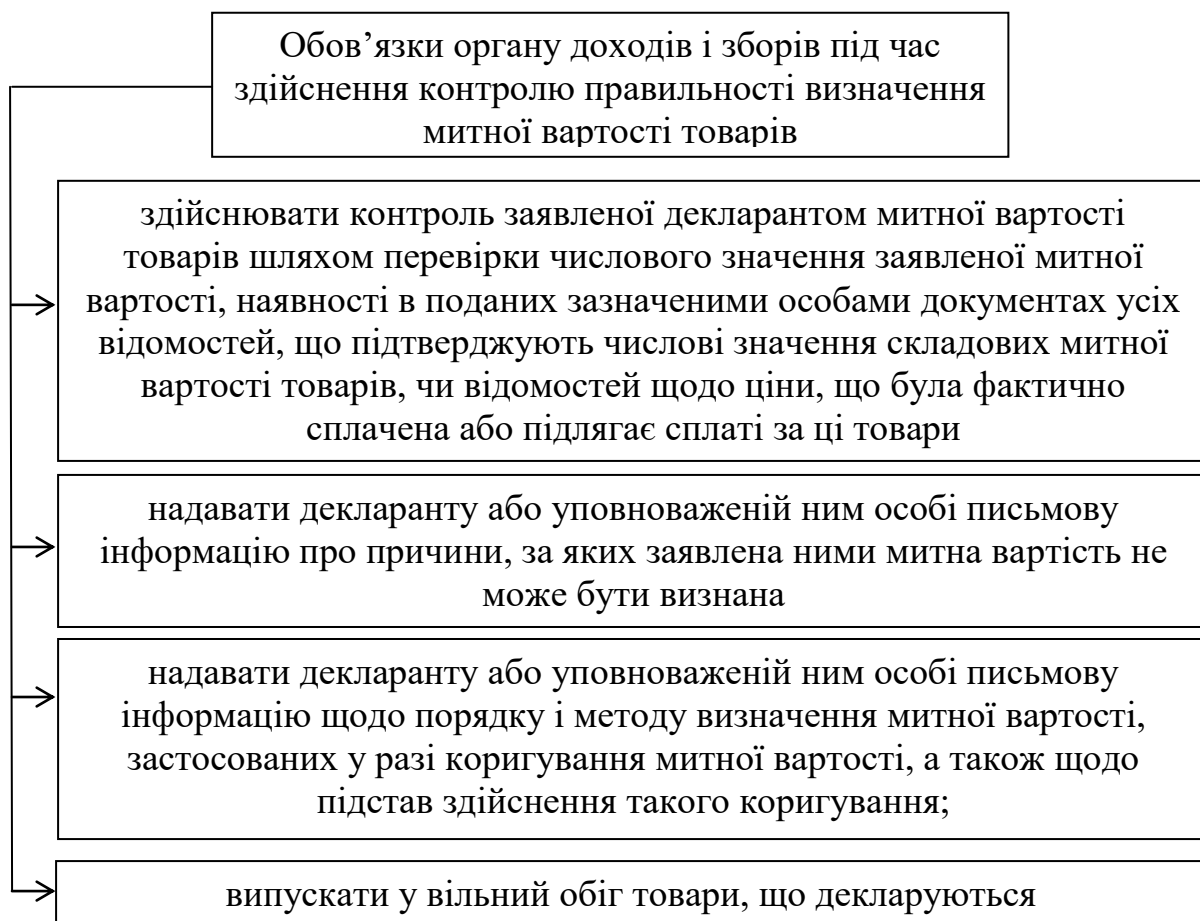 Обов’язки органу доходів і зборів під час
здійснення контролю правильності визначення
митної вартості товарів
здійснювати контроль заявленої декларантом митної вартості
товарів шляхом перевірки числового значення заявленої митної
вартості, наявності в поданих зазначеними особами документах усіх
відомостей, що підтверджують числові значення складових митної
вартості товарів, чи відомостей щодо ціни, що була фактично
сплачена або підлягає сплаті за ці товари
надавати декларанту або уповноваженій ним особі письмову
інформацію про причини, за яких заявлена ними митна вартість не
може бути визнана
надавати декларанту або уповноваженій ним особі письмову
інформацію щодо порядку і методу визначення митної вартості,
застосованих у разі коригування митної вартості, а також щодо
підстав здійснення такого коригування;
випускати у вільний обіг товари, що декларуються